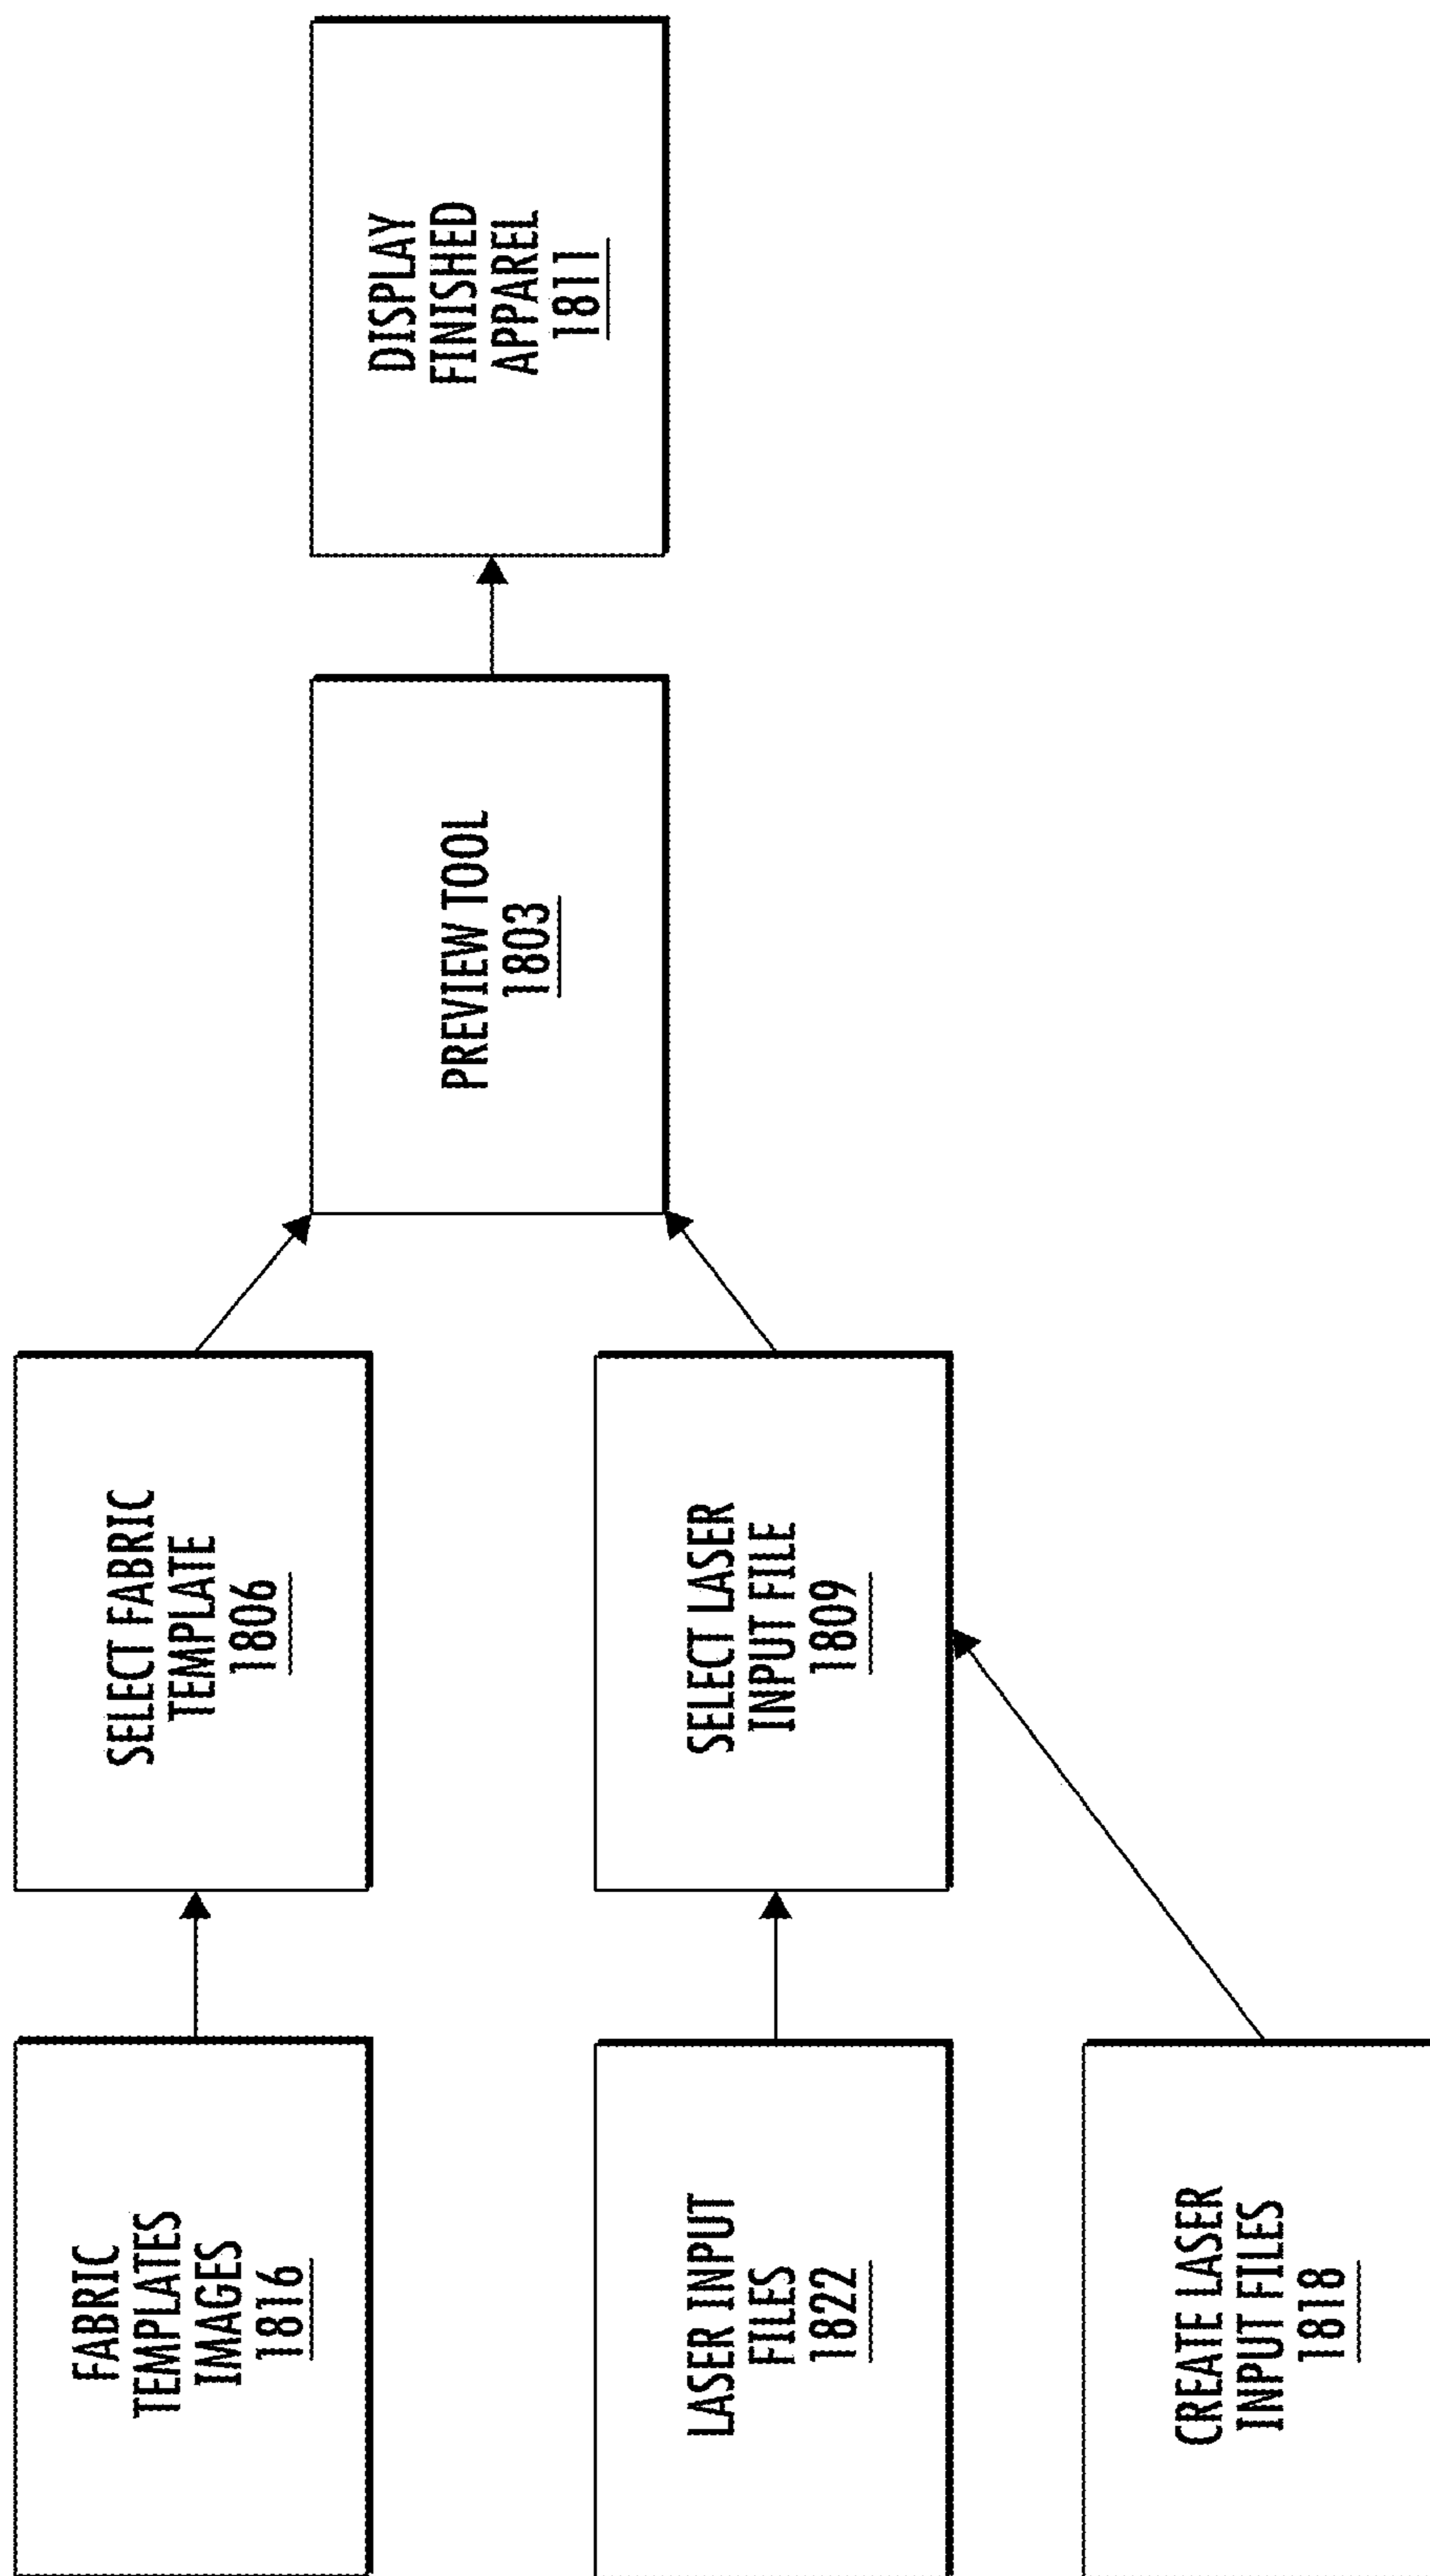 FABRIC
TEMPLATES
IMAGES
1816
SELECT FABRIC
TEMPLATE
1806
LASER INPUT
FILES
1822
SELECT LASER
INPUT FILE
1809
CREATE LASER
INPUT FILES
1818
PREVIEW TOOL
1803
DISPLAY
FINISHED
APPAREL
1811